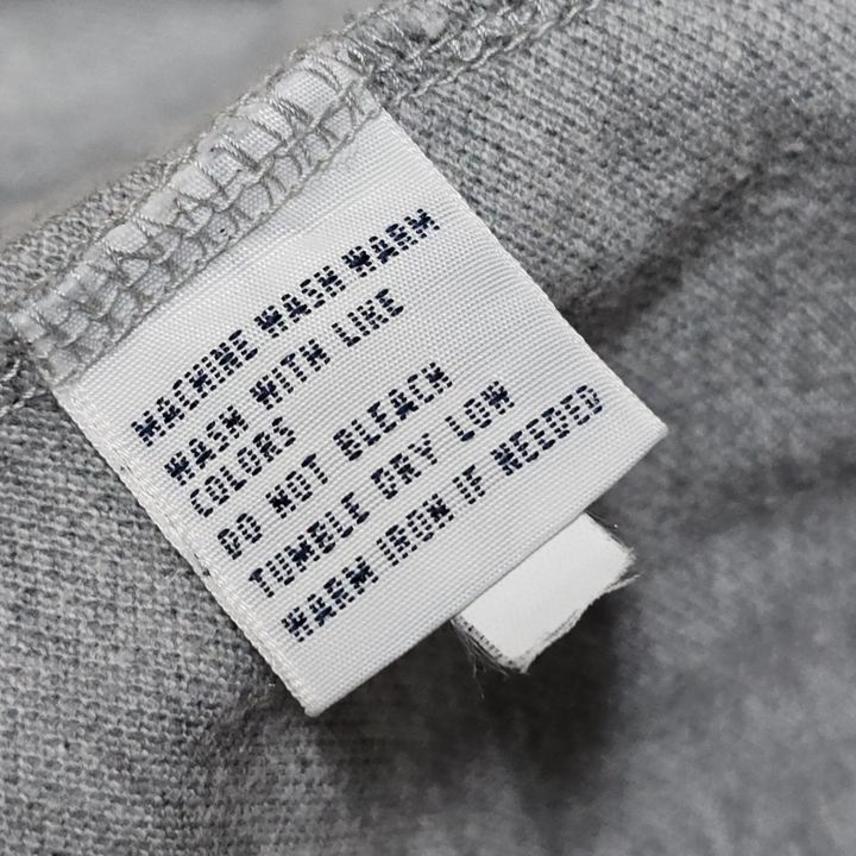 MACHINE WASH WARM
WASH WITH LIKE
COLORS
DO NOT BLEACH
TUMBLE DRY LOW
WARM IRON IF NEEDED